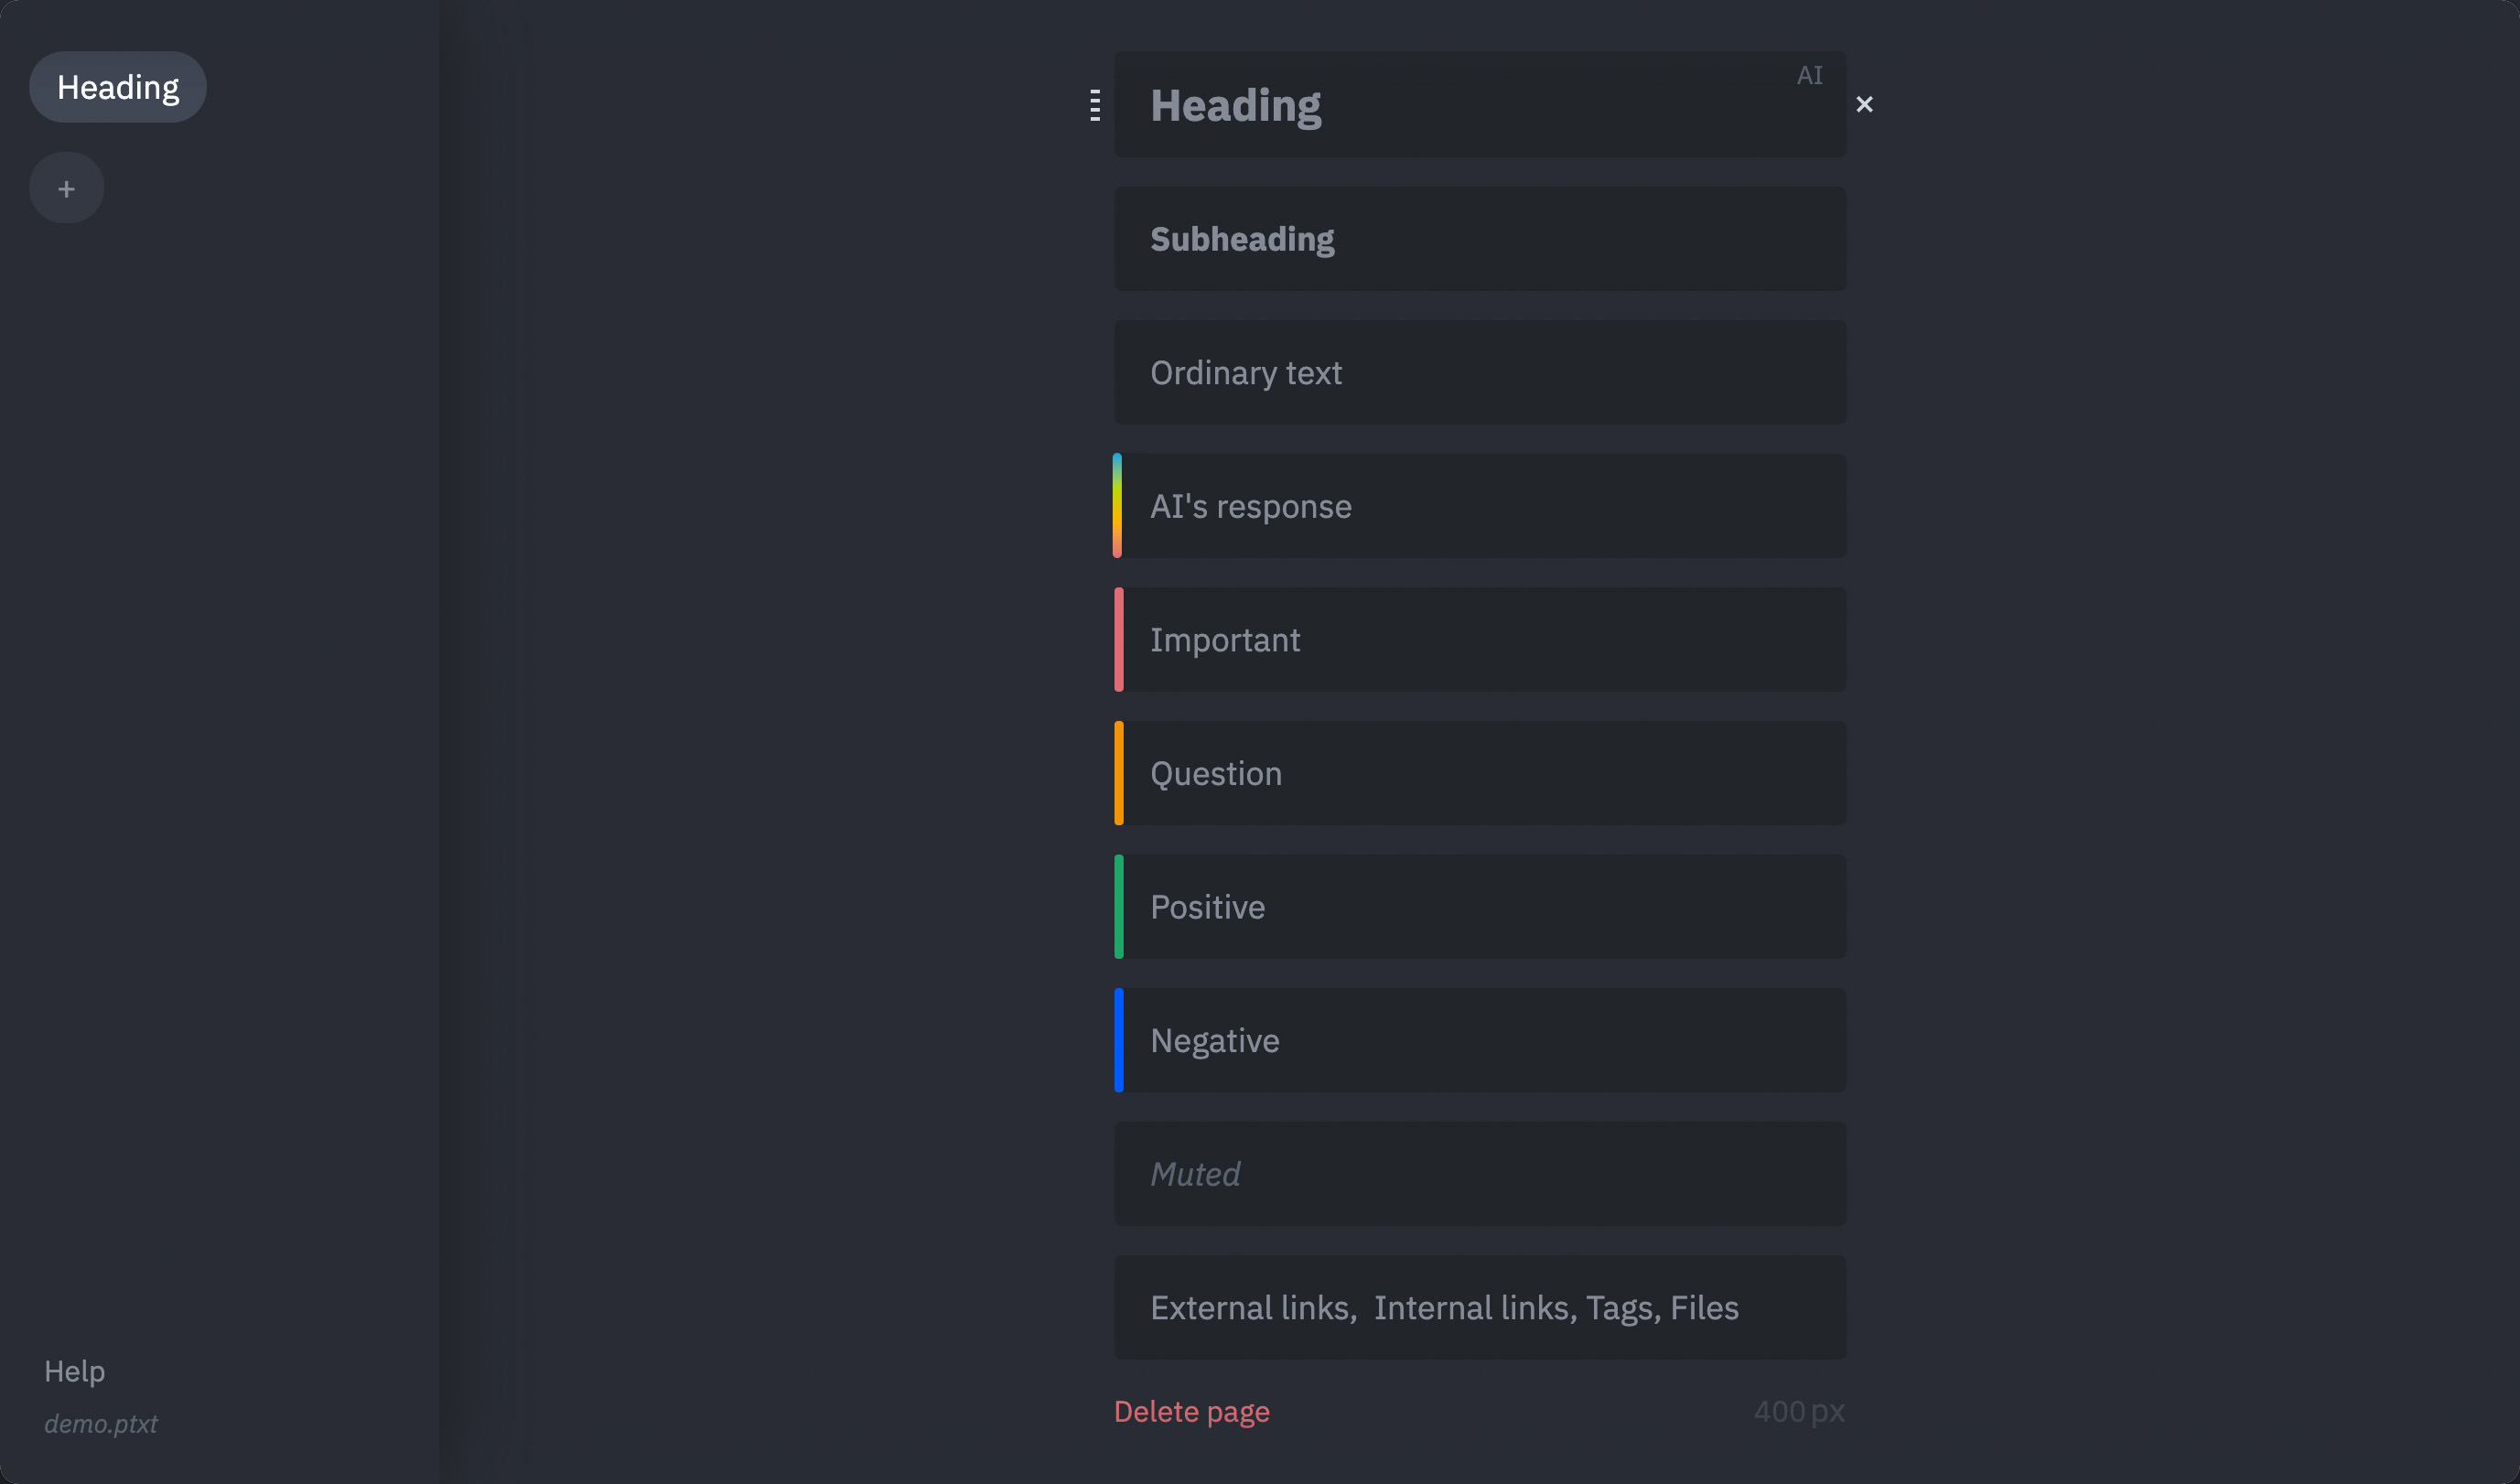 Heading
+
Help
demo.ptxt
AI
Heading
×
Subheading
Ordinary text
AI's response
Important
Question
Positive
Negative
Muted
External links,  Internal links, Tags, Files
Delete page
400 px